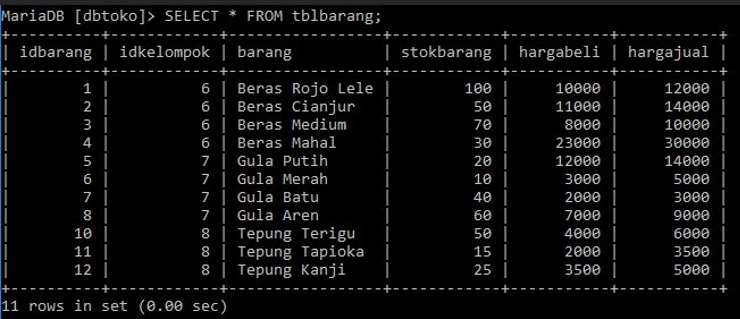 MariaDB [dbtoko]> SELECT * FROM tblbarang;
+----------+------------+-----------------+------------+-----------+-----------+
| idbarang | idkelompok | barang          | stokbarang | hargabeli | hargajual |
+----------+------------+-----------------+------------+-----------+-----------+
|        1 |          6 | Beras Rojo Lele |        100 |     10000 |     12000 |
|        2 |          6 | Beras Cianjur   |         50 |     11000 |     14000 |
|        3 |          6 | Beras Medium    |         70 |      8000 |     10000 |
|        4 |          6 | Beras Mahal     |         30 |     23000 |     30000 |
|        5 |          7 | Gula Putih      |         20 |     12000 |     14000 |
|        6 |          7 | Gula Merah      |         10 |      3000 |      5000 |
|        7 |          7 | Gula Batu       |         40 |      2000 |      3000 |
|        8 |          7 | Gula Aren       |         60 |      7000 |      9000 |
|       10 |          8 | Tepung Terigu   |         50 |      4000 |      6000 |
|       11 |          8 | Tepung Tapioka  |         15 |      2000 |      3500 |
|       12 |          8 | Tepung Kanji    |         25 |      3500 |      5000 |
+----------+------------+-----------------+------------+-----------+-----------+
11 rows in set (0.00 sec)